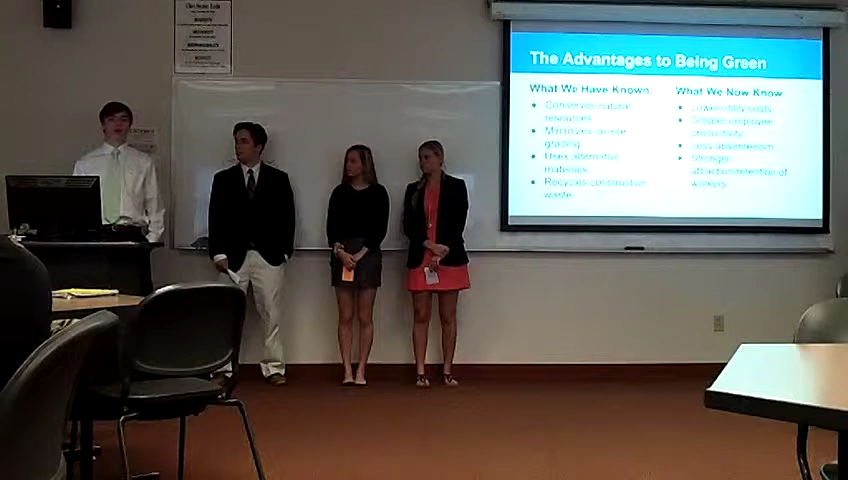 The Advantages to Being Green
What We Have Known:
• Conserves natural
resources
• Minimizes on-site
grading
• Uses alternative
materials
• Recycles construction
waste
What We Now Know:
• Lower utility costs
• Greater employee
productivity
• Less absenteeism
• Stronger
attraction/retention of
workers